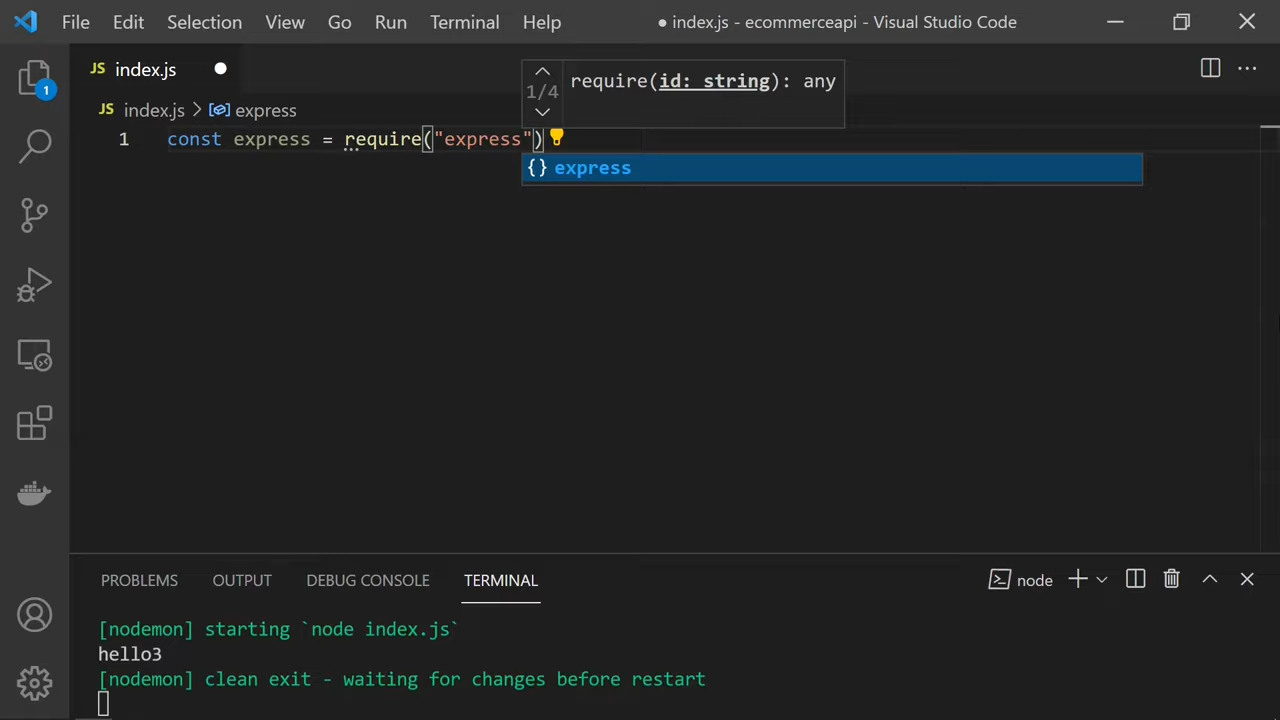 File Edit Selection View Go Run Terminal Help
● index.js - ecommerceapi - Visual Studio Code
1
JS index.js ●
JS index.js > express
1/4 require(id: string): any
1 const express = require("express")
{} express
PROBLEMS OUTPUT DEBUG CONSOLE TERMINAL
node
[nodemon] starting `node index.js`
hello3
[nodemon] clean exit - waiting for changes before restart